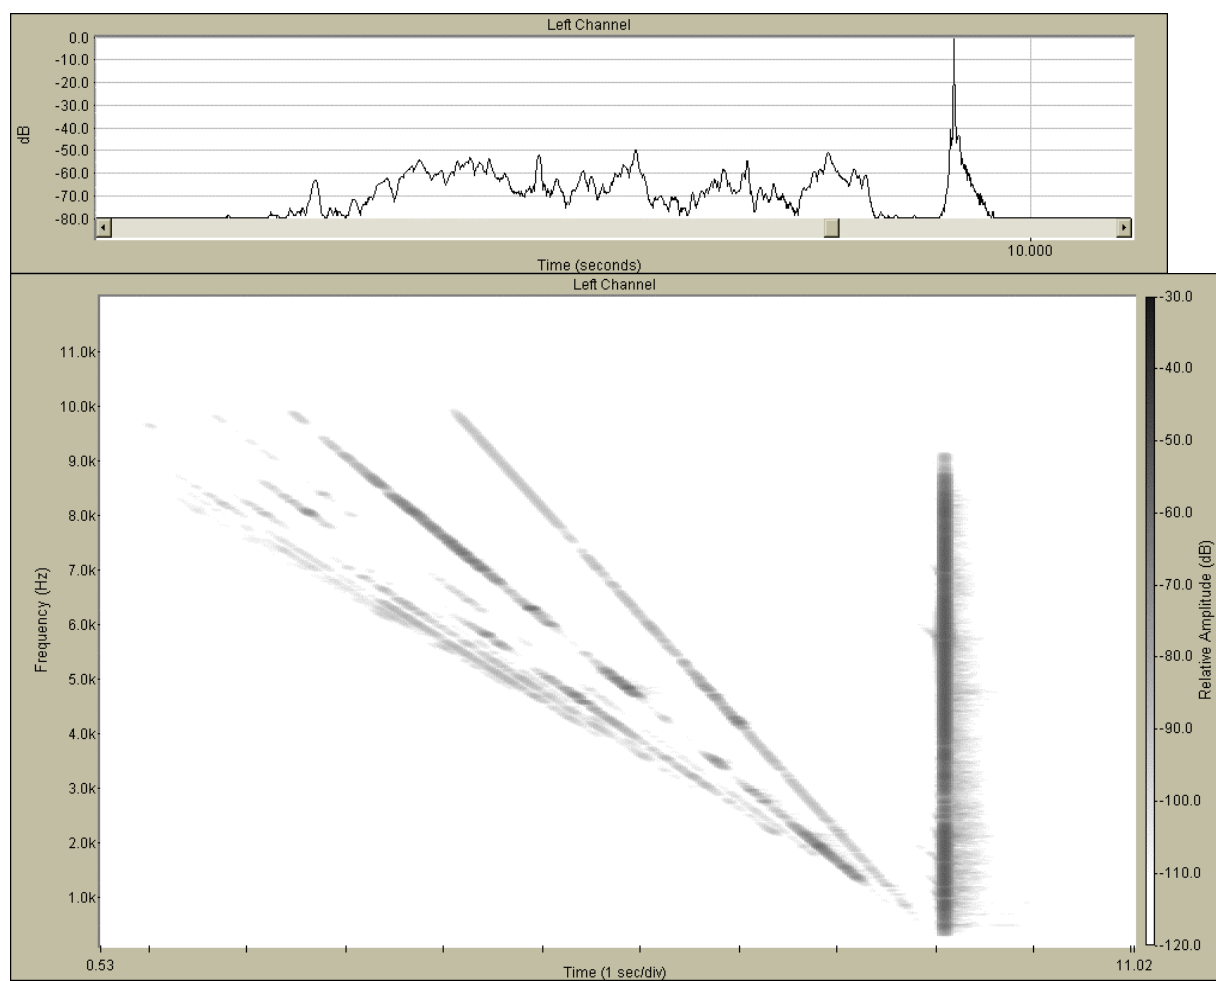 Left Channel
0.0
-10.0
-20.0
-30.0
-40.0
-50.0
-60.0
-70.0
-80.0
dB
10.000
Time (seconds)
Left Channel
11.0k
10.0k
9.0k
8.0k
7.0k
6.0k
5.0k
4.0k
3.0k
2.0k
1.0k
Frequency (Hz)
0.53
Time (1 sec/div)
11.02
-30.0
-40.0
-50.0
-60.0
-70.0
-80.0
-90.0
-100.0
-110.0
-120.0
Relative Amplitude (dB)